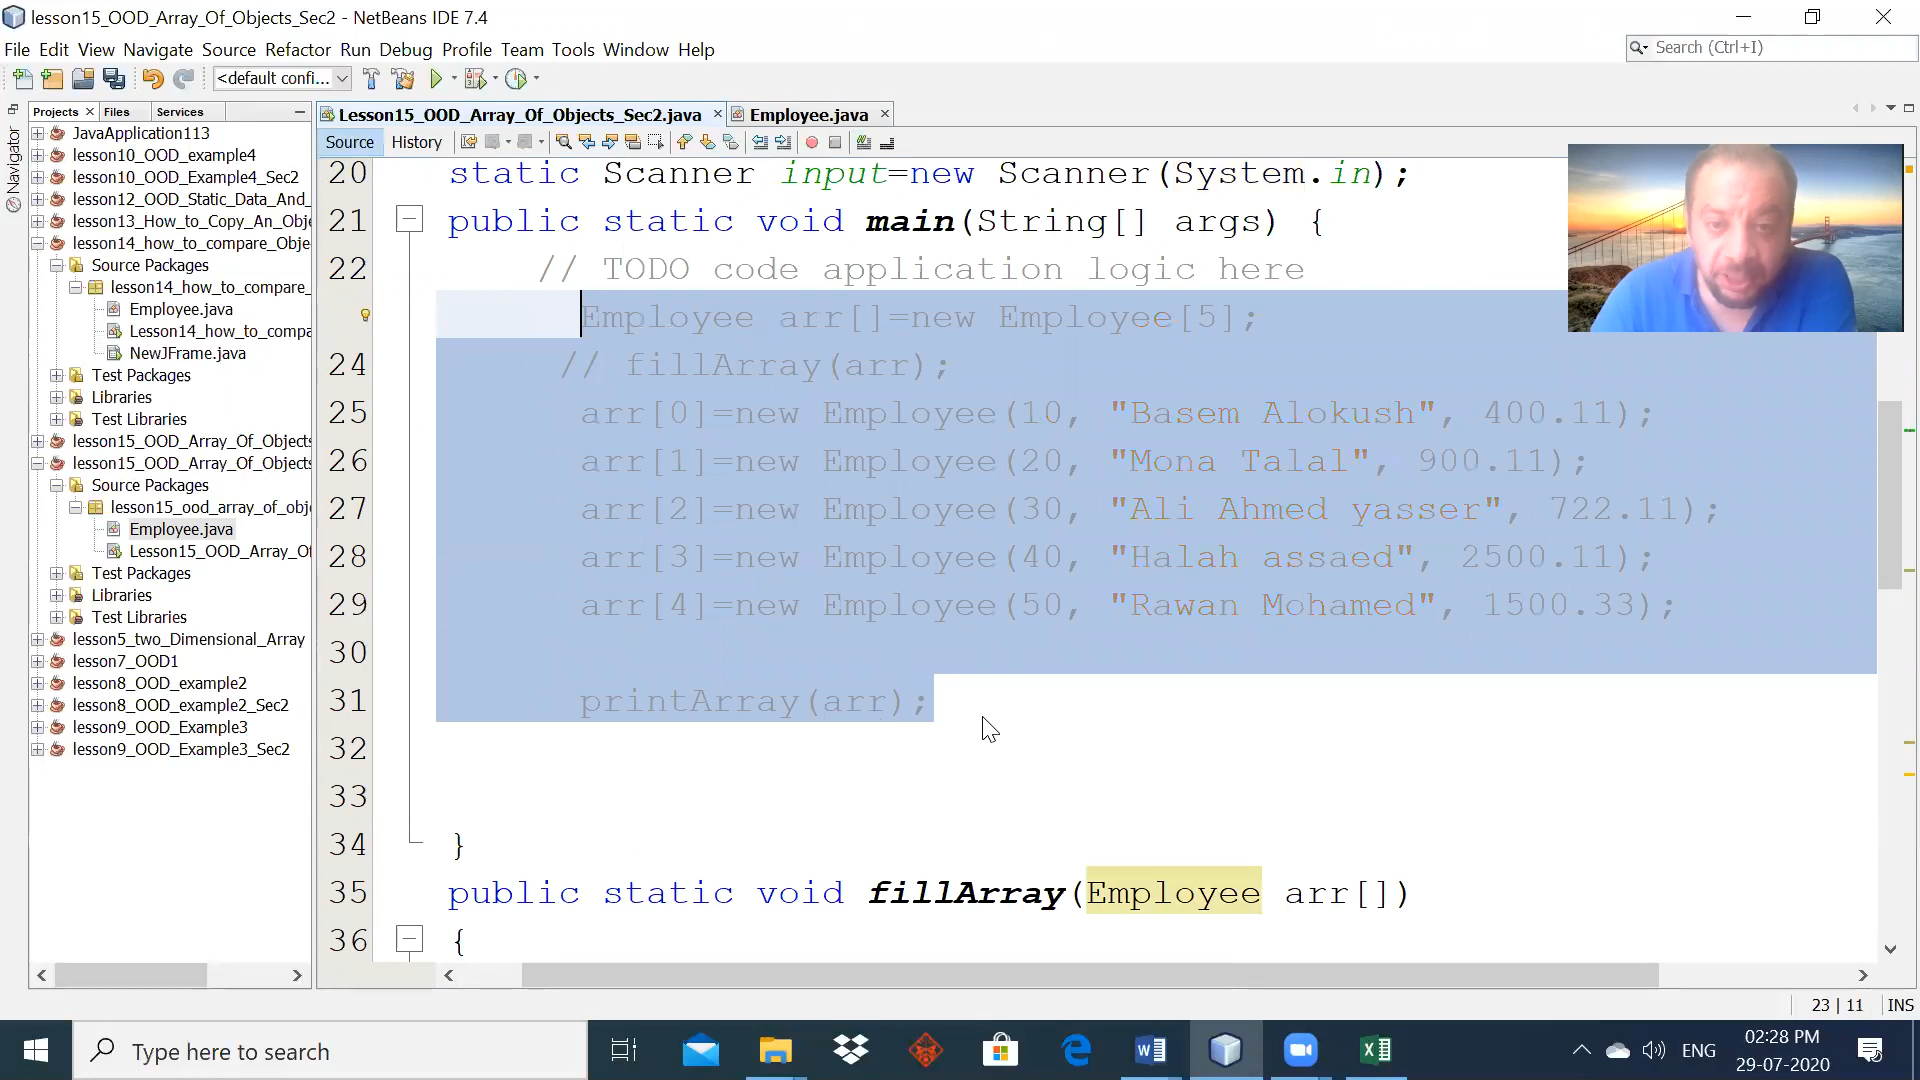 lesson15_OOD_Array_Of_Objects_Sec2 - NetBeans IDE 7.4
File Edit View Navigate Source Refactor Run Debug Profile Team Tools Window Help
Search (Ctrl+I)
<default confi...
Projects Files Services
Navigator
JavaApplication113
lesson10_OOD_example4
lesson10_OOD_Example4_Sec2
lesson12_OOD_Static_Data_And_
lesson13_How_to_Copy_An_Obje
lesson14_how_to_compare_Obje
Source Packages
lesson14_how_to_compare_
Employee.java
Lesson14_how_to_compa
NewJFrame.java
Test Packages
Libraries
Test Libraries
lesson15_OOD_Array_Of_Objects
lesson15_OOD_Array_Of_Objects
Source Packages
lesson15_ood_array_of_obj
Employee.java
Lesson15_OOD_Array_Of
Test Packages
Libraries
Test Libraries
lesson5_two_Dimensional_Array
lesson7_OOD1
lesson8_OOD_example2
lesson8_OOD_example2_Sec2
lesson9_OOD_Example3
lesson9_OOD_Example3_Sec2
Lesson15_OOD_Array_Of_Objects_Sec2.java Employee.java
Source History
20 static Scanner input=new Scanner(System.in);
21 public static void main(String[] args) {
22 // TODO code application logic here
Employee arr[]=new Employee[5];
24 // fillArray(arr);
25 arr[0]=new Employee(10, "Basem Alokush", 400.11);
26 arr[1]=new Employee(20, "Mona Talal", 900.11);
27 arr[2]=new Employee(30, "Ali Ahmed yasser", 722.11);
28 arr[3]=new Employee(40, "Halah assaed", 2500.11);
29 arr[4]=new Employee(50, "Rawan Mohamed", 1500.33);
30
31 printArray(arr);
32
33
34 }
35 public static void fillArray(Employee arr[])
36 {
23 | 11 INS
Type here to search
ENG
02:28 PM
29-07-2020